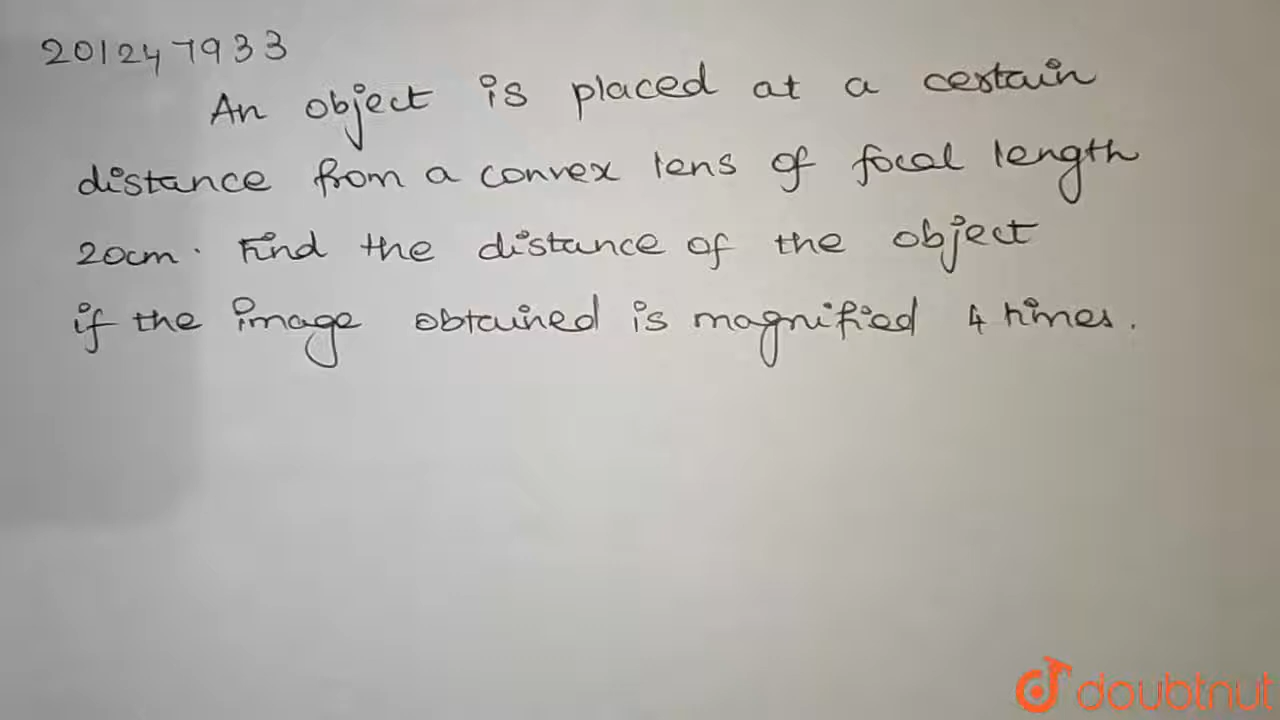 201247933
An object is placed at a certain
distance from a convex lens of focal length
20cm. Find the distance of the object
if the image obtained is magnified 4 times.
doubtnut